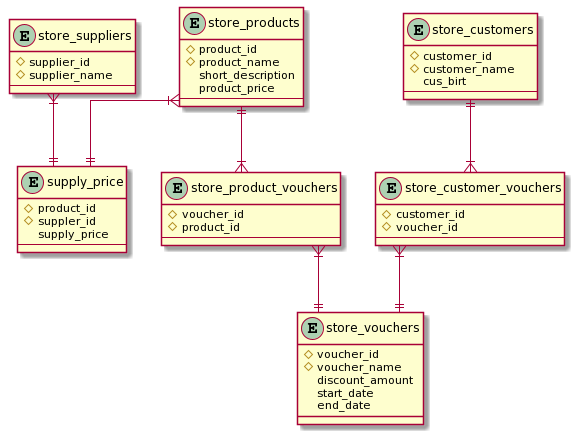 E store_suppliers
supplier_id
supplier_name
E store_products
product_id
product_name
short_description
product_price
E store_customers
customer_id
customer_name
cus_birt
E supply_price
product_id
suppler_id
supply_price
E store_product_vouchers
voucher_id
product_id
E store_customer_vouchers
customer_id
voucher_id
E store_vouchers
voucher_id
voucher_name
discount_amount
start_date
end_date